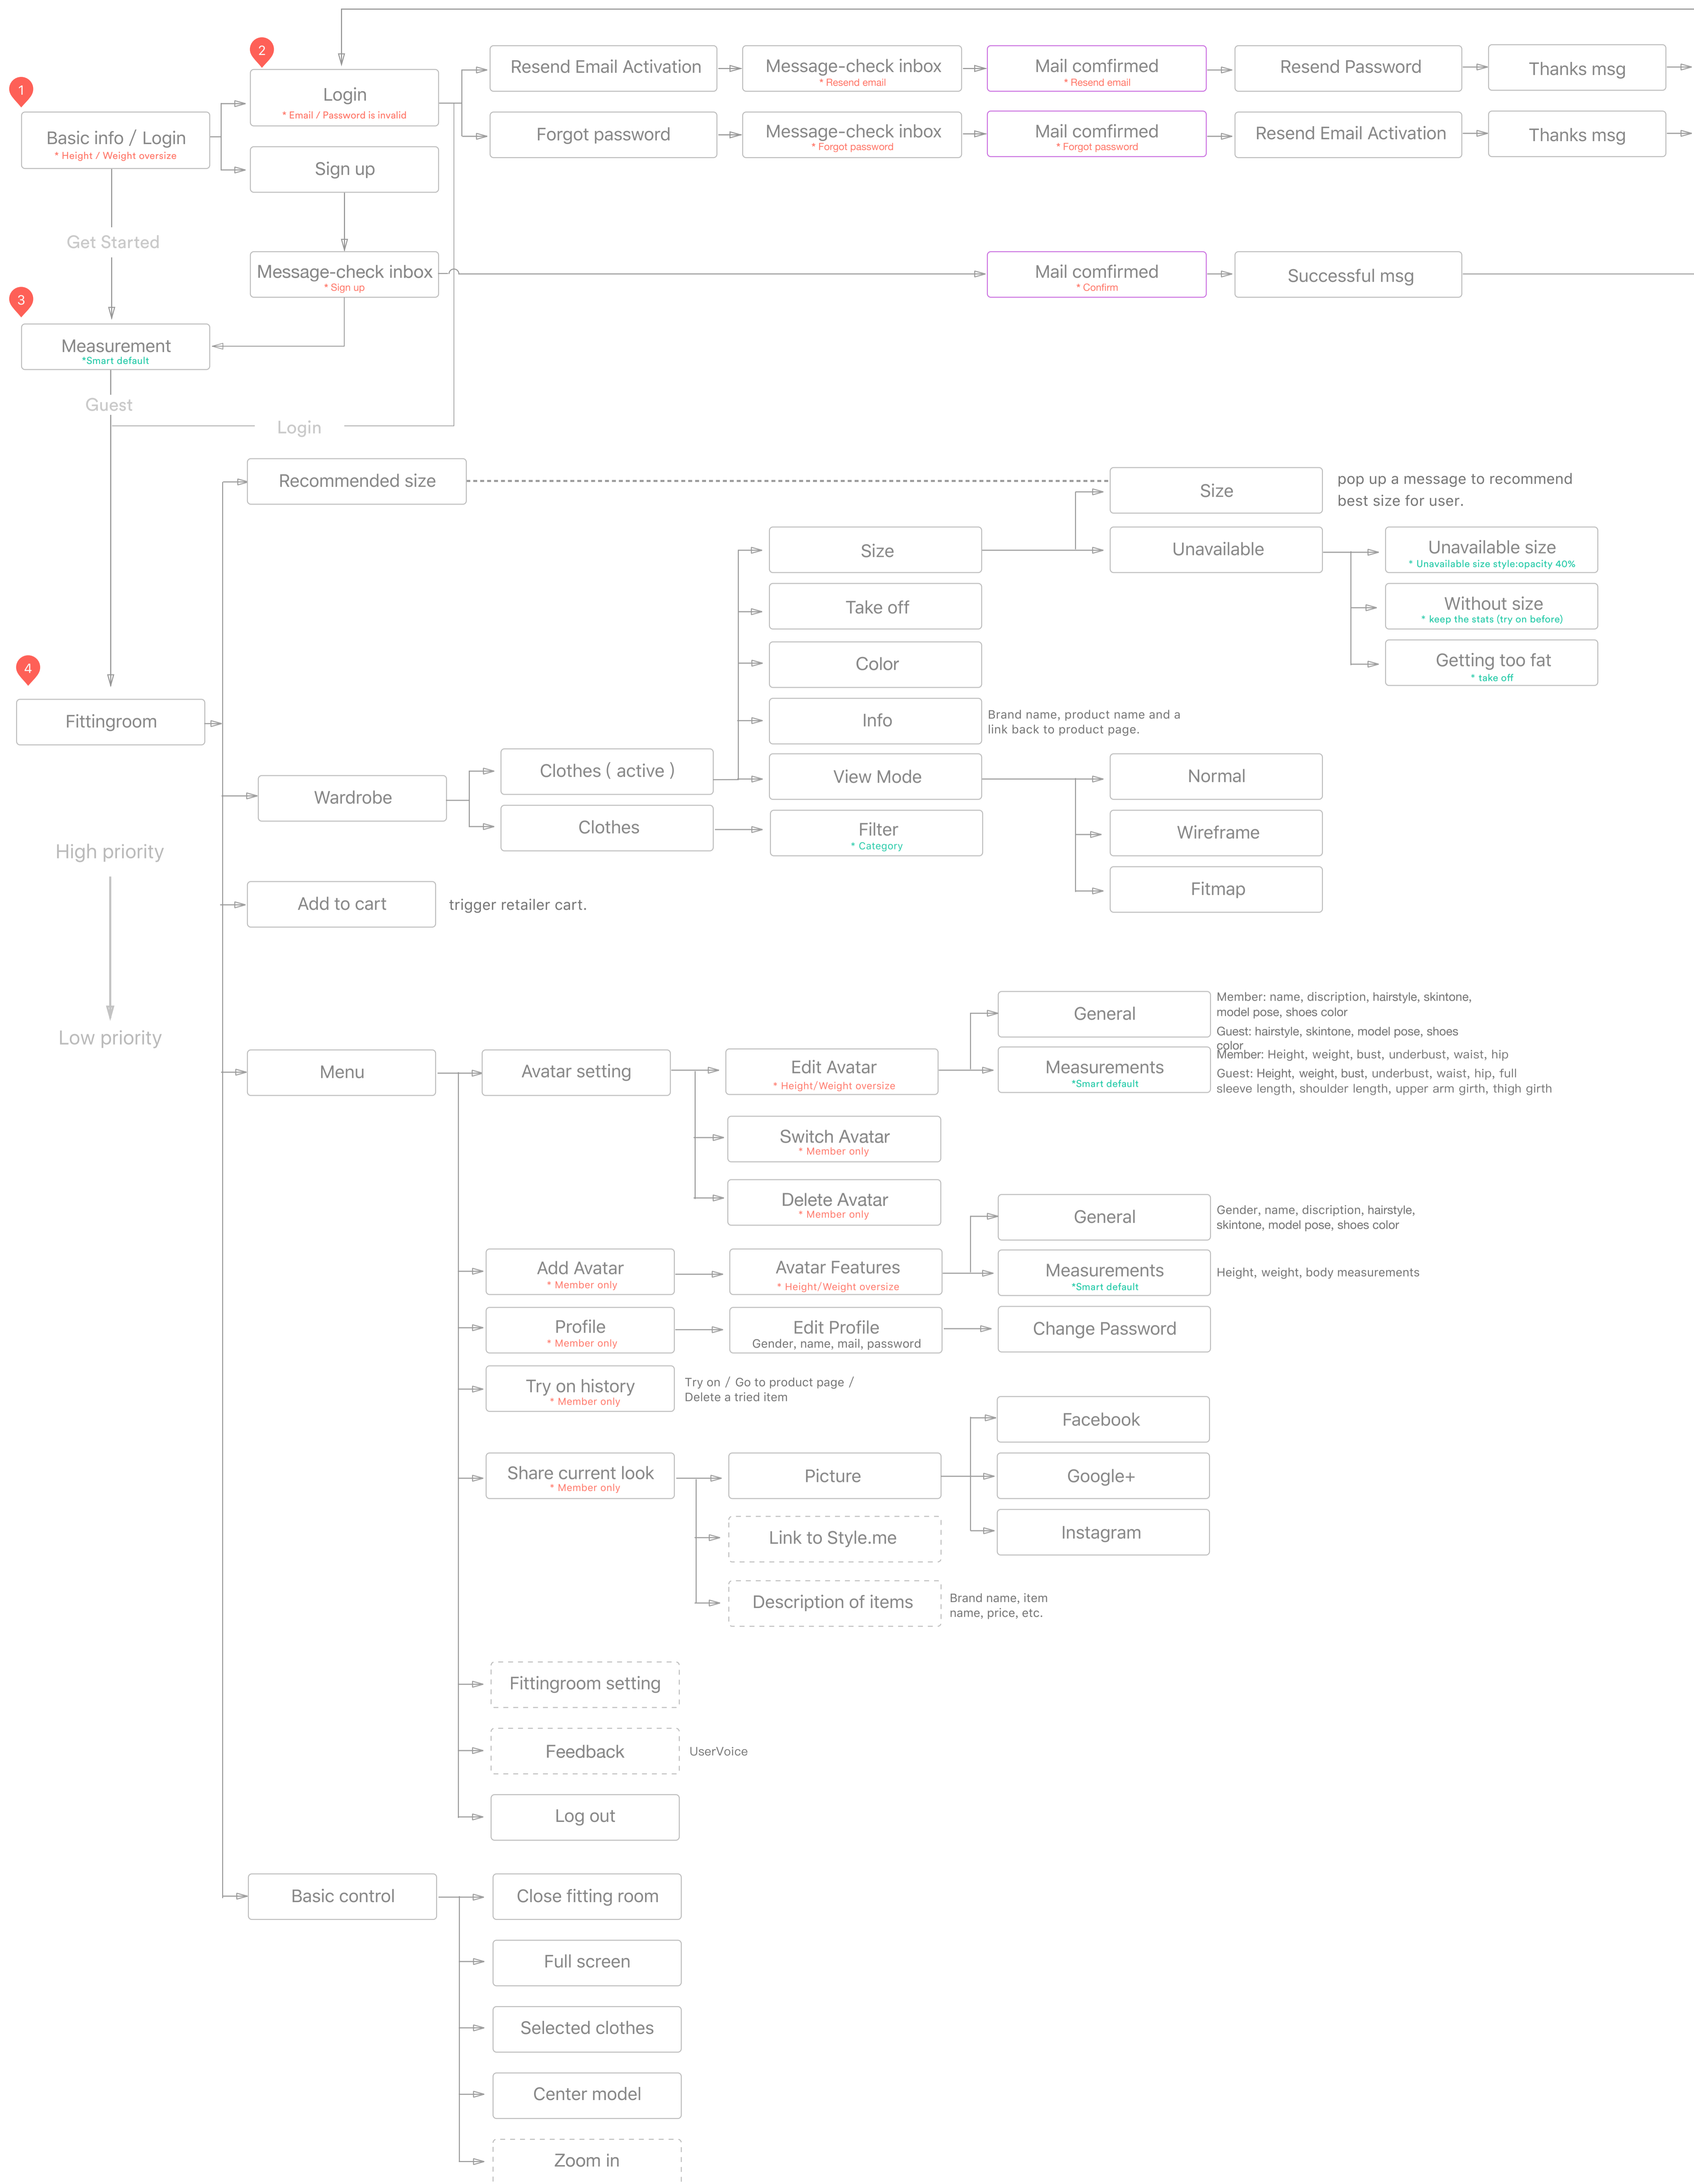 2
Resend Email Activation
Message-check inbox
* Resend email
Mail comfirmed
* Resend email
Resend Password
Thanks msg
1
Login
* Email / Password is invalid
Basic info / Login
* Height / Weight oversize
Forgot password
Message-check inbox
* Forgot password
Mail comfirmed
* Forgot password
Resend Email Activation
Thanks msg
Sign up
Get Started
Message-check inbox
* Sign up
Mail comfirmed
* Confirm
Successful msg
3
Measurement
*Smart default
Guest
Login
Recommended size
Size
pop up a message to recommend
best size for user.
Size
Unavailable
Unavailable size
* Unavailable size style:opacity 40%
Take off
Without size
* keep the stats (try on before)
Color
Getting too fat
* take off
4
Fittingroom
Info
Brand name, product name and a
link back to product page.
Clothes ( active )
View Mode
Normal
Wardrobe
Clothes
Filter
* Category
Wireframe
High priority
Fitmap
Add to cart
trigger retailer cart.
Low priority
General
Member: name, discription, hairstyle, skintone,
model pose, shoes color
Guest: hairstyle, skintone, model pose, shoes
color
Menu
Avatar setting
Edit Avatar
* Height/Weight oversize
Measurements
*Smart default
Member: Height, weight, bust, underbust, waist, hip
Guest: Height, weight, bust, underbust, waist, hip, full
sleeve length, shoulder length, upper arm girth, thigh girth
Switch Avatar
* Member only
Delete Avatar
* Member only
General
Gender, name, discription, hairstyle,
skintone, model pose, shoes color
Add Avatar
* Member only
Avatar Features
* Height/Weight oversize
Measurements
*Smart default
Height, weight, body measurements
Profile
* Member only
Edit Profile
Gender, name, mail, password
Change Password
Try on history
* Member only
Try on / Go to product page /
Delete a tried item
Facebook
Share current look
* Member only
Picture
Google+
Link to Style.me
Instagram
Description of items
Brand name, item
name, price, etc.
Fittingroom setting
Feedback
UserVoice
Log out
Basic control
Close fitting room
Full screen
Selected clothes
Center model
Zoom in